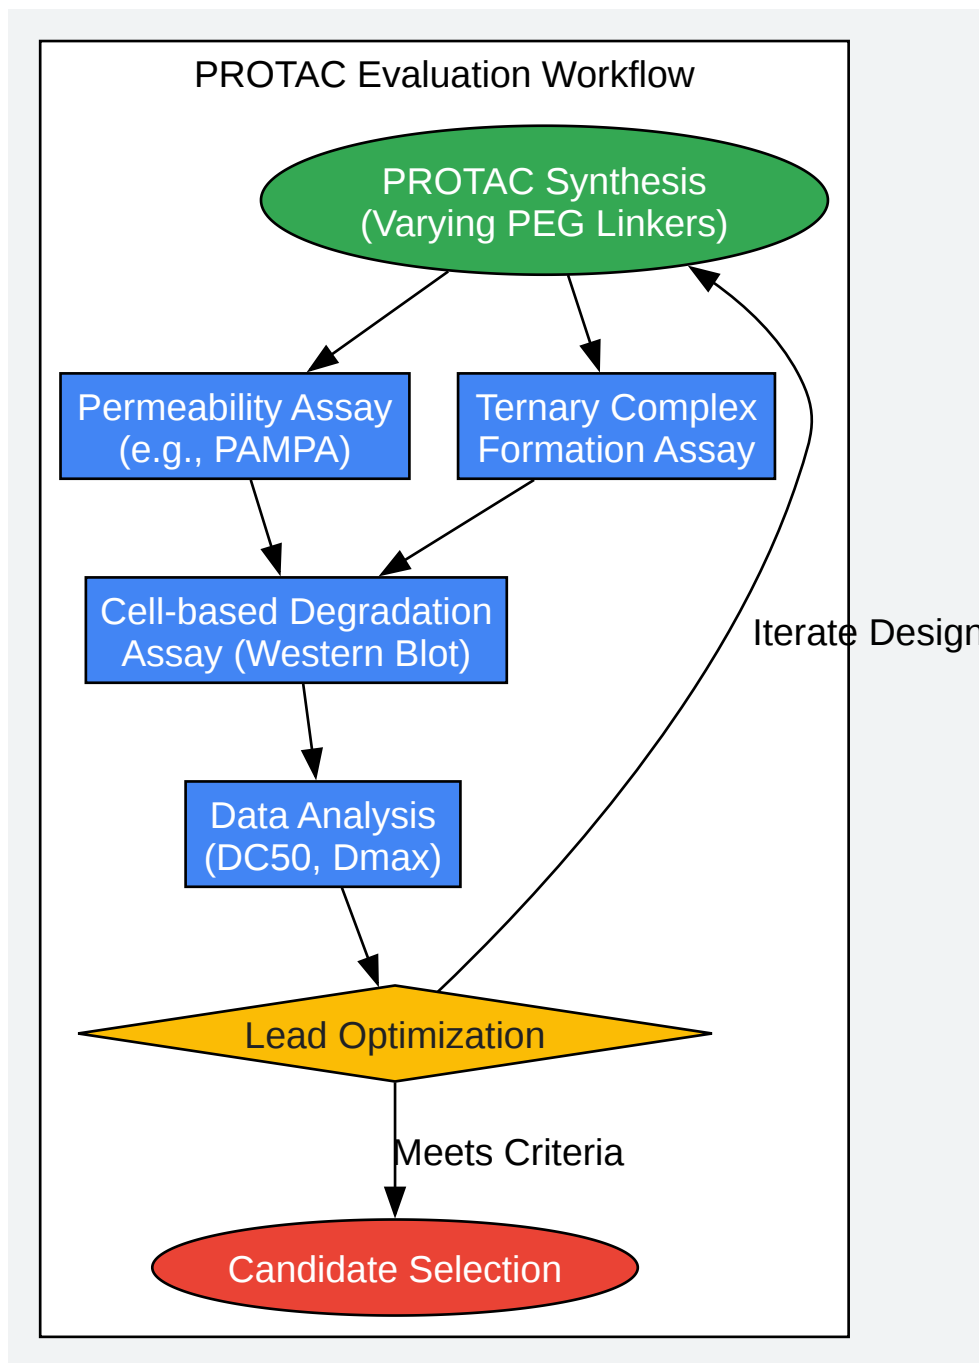 PROTAC Evaluation Workflow
PROTAC Synthesis
(Varying PEG Linkers)
Permeability Assay
(e.g., PAMPA)
Ternary Complex
Formation Assay
Cell-based Degradation
Assay (Western Blot)
Iterate Design
Data Analysis
(DC50, Dmax)
Lead Optimization
Meets Criteria
Candidate Selection